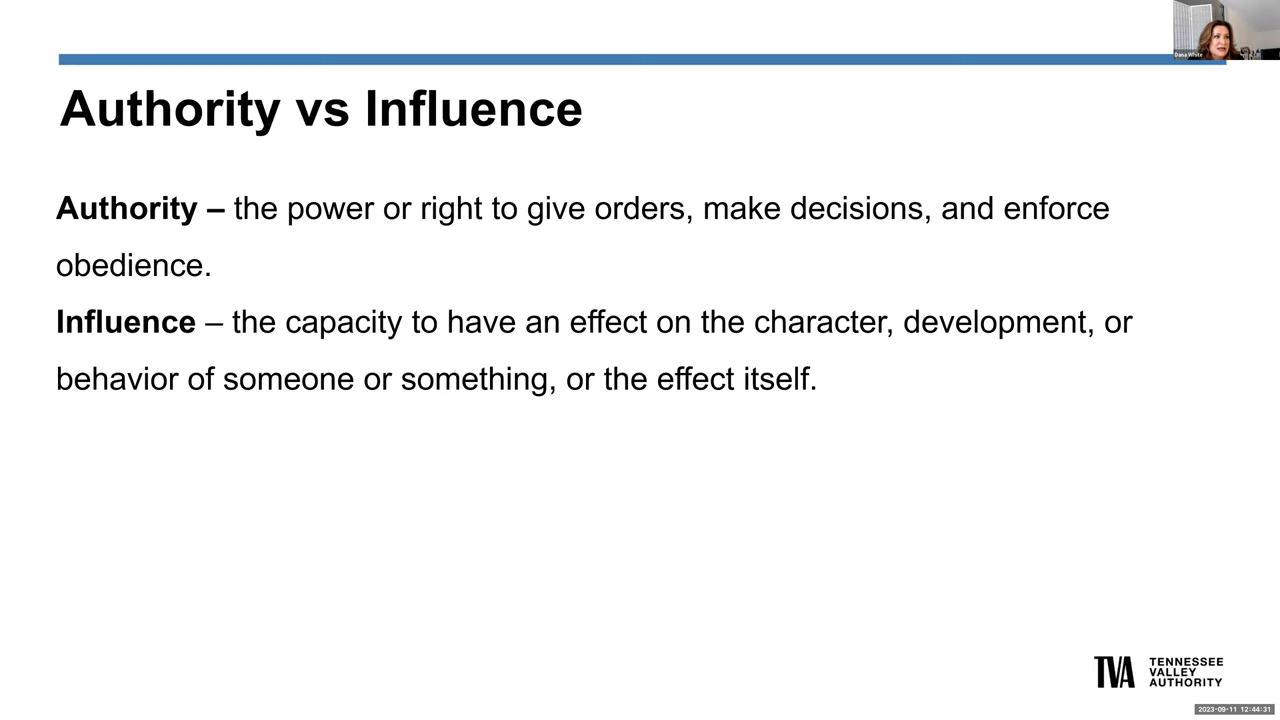 Dana White
Authority vs Influence
Authority – the power or right to give orders, make decisions, and enforce
obedience.
Influence – the capacity to have an effect on the character, development, or
behavior of someone or something, or the effect itself.
TVA
TENNESSEE
VALLEY
AUTHORITY
2023-09-11 12:44:31